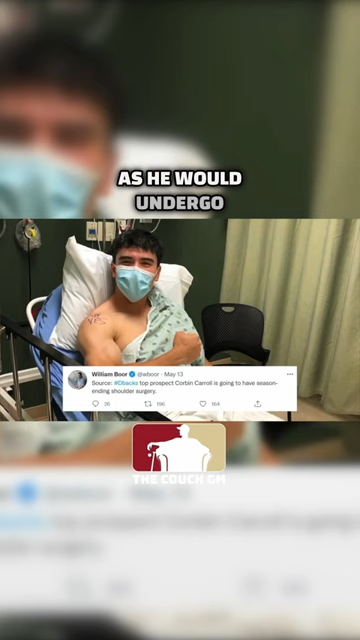 AS HE WOULD
UNDERGO
William Boor @wboor · May 13
Source: #Dbacks top prospect Corbin Carroll is going to have season-
ending shoulder surgery.
26
196
164
THE COUCH GM